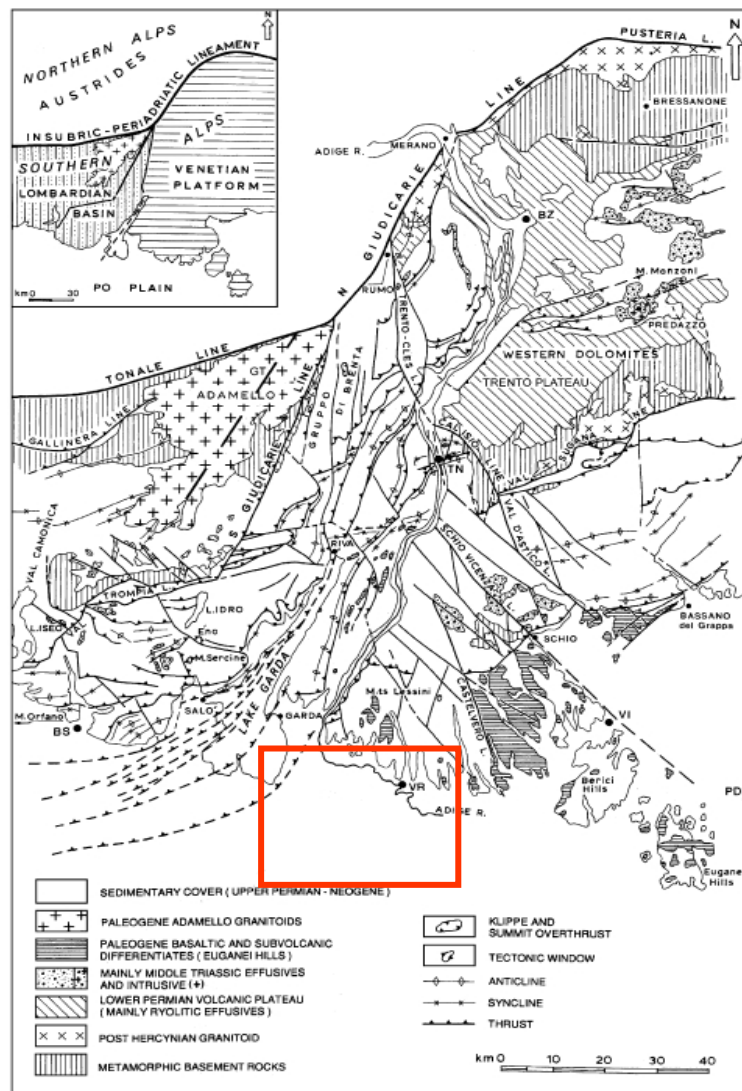 N
NORTHERN ALPS
AUSTRIDES
INSUBRIC-PERIADRIATIC LINEAMENT
ALPS
SOUTHERN
LOMBARDIAN
BASIN
VENETIAN
PLATFORM
km 0 30
PO PLAIN
PUSTERIA L.
N
LINE
BRESSANONE
ADIGE R.
MERANO
BZ
GIUDICARIE
N
RUMO
TRENTO-CLES L.
M. Monzoni
PREDAZZO
WESTERN DOLOMITES
TRENTO PLATEAU
TONALE LINE
GT
ADAMELLO
GALLINERA LINE
S GIUDICARIE LINE
GRUPPO
DI BRENTA
CALISIO LINE
VAL SUGANA LINE
TN
VAL D'ASTICO L.
VAL CAMONICA
RIVA
SCHIO VICENZA L.
TROMPIA L.
L. IDRO
L. ISEO
Eno
M. Sercine
SCHIO
BASSANO
del Grappa
SALO'
LAKE GARDA
GARDA
M.ts Lessini
CASTELVERO L.
M. Orfano
BS
VI
VR
ADIGE R.
Berici
Hills
PD
Euganei
Hills
SEDIMENTARY COVER ( UPPER PERMIAN - NEOGENE )
PALEOGENE ADAMELLO GRANITOIDS
PALEOGENE BASALTIC AND SUBVOLCANIC
DIFFERENTIATES ( EUGANEI HILLS )
MAINLY MIDDLE TRIASSIC EFFUSIVES
AND INTRUSIVE (+)
LOWER PERMIAN VOLCANIC PLATEAU
( MAINLY RYOLITIC EFFUSIVES )
POST HERCYNIAN GRANITOID
METAMORPHIC BASEMENT ROCKS
KLIPPE AND
SUMMIT OVERTHRUST
TECTONIC WINDOW
ANTICLINE
SYNCLINE
THRUST
km 0 10 20 30 40